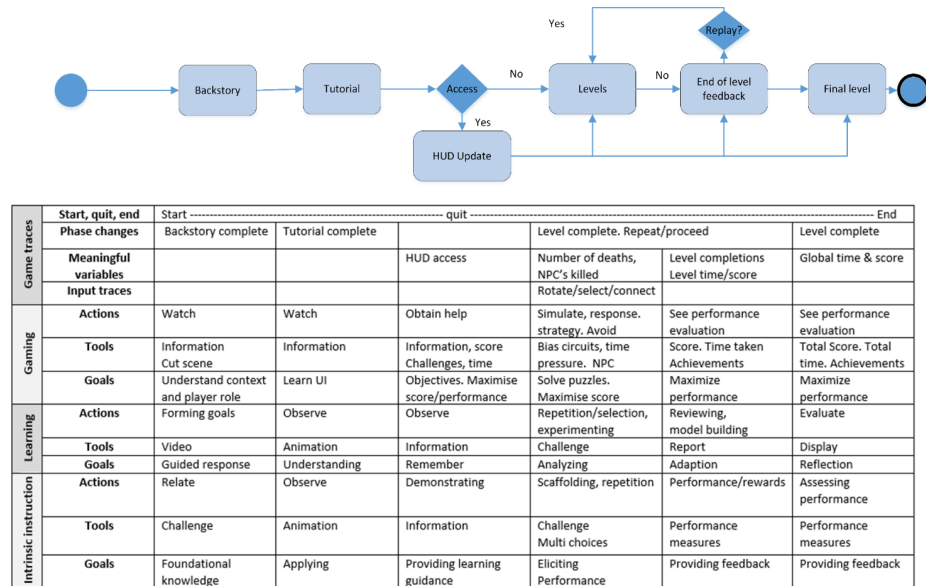 Yes
Replay?
No
No
Backstory
Tutorial
Access
Levels
End of level
feedback
Final level
Yes
HUD Update
Game traces
Start, quit, end
Start ---------------------------------------------------- quit ---------------------------------------------------------------------------------- End
Phase changes
Backstory complete
Tutorial complete
Level complete. Repeat/proceed
Level complete
Meaningful
variables
HUD access
Number of deaths,
NPC's killed
Level completions
Level time/score
Global time & score
Input traces
Rotate/select/connect
Gaming
Actions
Watch
Watch
Obtain help
Simulate, response.
strategy. Avoid
See performance
evaluation
See performance
evaluation
Tools
Information
Cut scene
Information
Information, score
Challenges, time
Bias circuits, time
pressure. NPC
Score. Time taken
Achievements
Total Score. Total
time. Achievements
Goals
Understand context
and player role
Learn UI
Objectives. Maximise
score/performance
Solve puzzles.
Maximise score
Maximize
performance
Maximize
performance
Learning
Actions
Forming goals
Observe
Observe
Repetition/selection,
experimenting
Reviewing,
model building
Evaluate
Tools
Video
Animation
Information
Challenge
Report
Display
Goals
Guided response
Understanding
Remember
Analyzing
Adaption
Reflection
Intrinsic instruction
Actions
Relate
Observe
Demonstrating
Scaffolding, repetition
Performance/rewards
Assessing
performance
Tools
Challenge
Animation
Information
Challenge
Multi choices
Performance
measures
Performance
measures
Goals
Foundational
knowledge
Applying
Providing learning
guidance
Eliciting
Performance
Providing feedback
Providing feedback